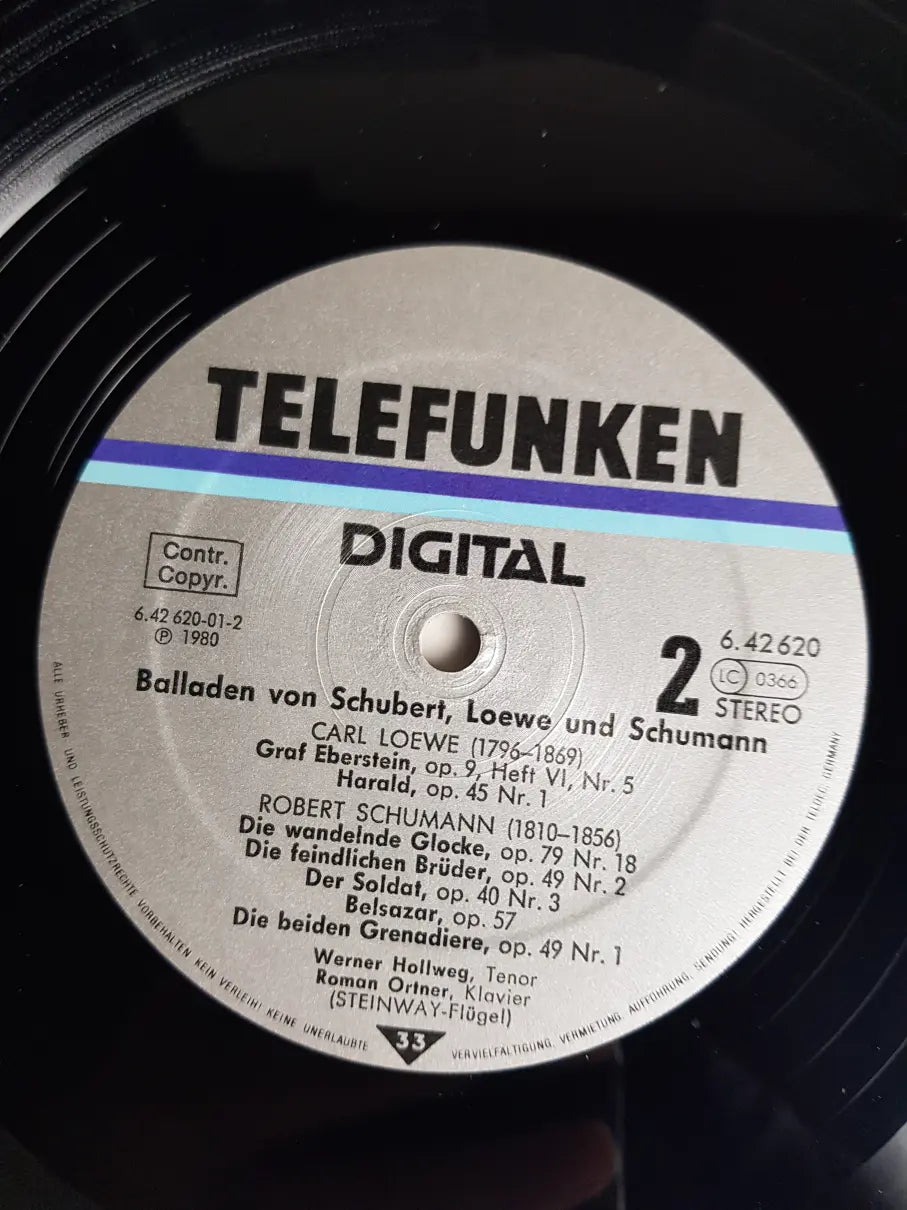 TELEFUNKEN
DIGITAL
Contr.
Copyr.
6.42 620-01-2
Ⓟ 1980
2
6.42620
LC 0366
STEREO
Balladen von Schubert, Loewe und Schumann
CARL LOEWE (1796–1869)
Graf Eberstein, op. 9, Heft VI, Nr. 5
Harald, op. 45 Nr. 1
ROBERT SCHUMANN (1810–1856)
Die wandelnde Glocke, op. 79 Nr. 18
Die feindlichen Brüder, op. 49 Nr. 2
Der Soldat, op. 40 Nr. 3
Belsazar, op. 57
Die beiden Grenadiere, op. 49 Nr. 1
Werner Hollweg, Tenor
Roman Ortner, Klavier
(STEINWAY-Flügel)
33
ALLE URHEBER UND LEISTUNGSSCHUTZRECHTE VORBEHALTEN KEIN VERLEIH! KEINE UNERLAUBTE VERVIELFÄLTIGUNG, VERMIETUNG, AUFFÜHRUNG, SENDUNG! HERGESTELLT BEI DER TELDEC, GERMANY